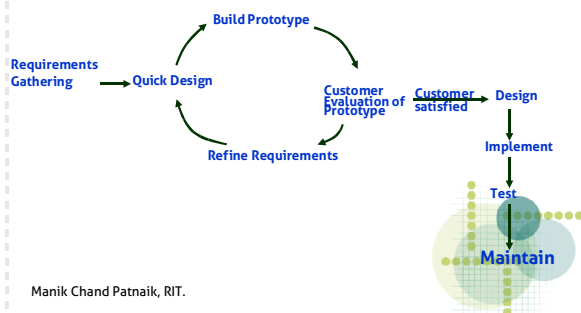 Build Prototype
Requirements
Gathering
Quick Design
Customer
Evaluation of
Prototype
Customer
satisfied
Design
Refine Requirements
Implement
Test
Maintain
Manik Chand Patnaik, RIT.